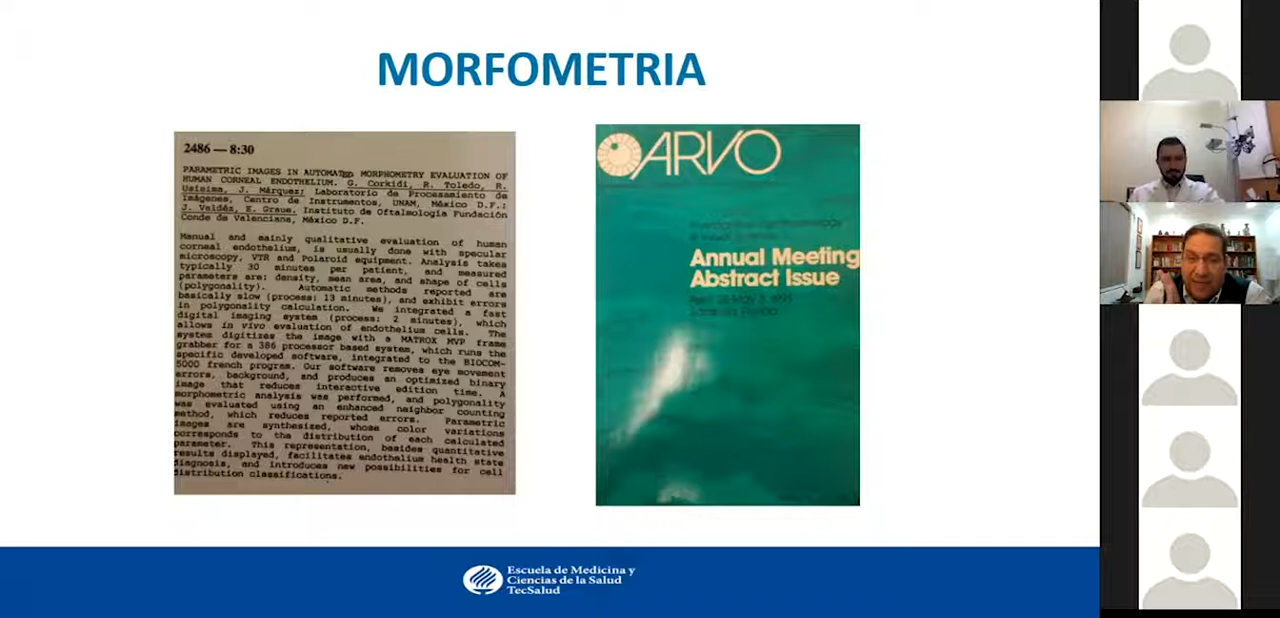 MORFOMETRIA
2486 — 8:30
PARAMETRIC IMAGES IN AUTOMATED MORPHOMETRY EVALUATION OF
HUMAN CORNEAL ENDOTHELIUM. G. Corkidi, R. Toledo, R.
J. Márquez; Laboratorio de Procesamiento de
Imágenes, Centro de Instrumentos, UNAM, México D.F.;
J. Valdéz, E. Graue. Instituto de Oftalmología Fundación
Conde de Valenciana, México D.F.
Manual and mainly qualitative evaluation of human
corneal endothelium, is usually done with specular
microscopy, VTR and Polaroid equipment. Analysis takes
typically 30 minutes per patient, and measured
parameters are: density, mean area, and shape of cells
(polygonality). Automatic methods reported are
basically slow (process: 13 minutes), and exhibit errors
in polygonality calculation. We integrated a fast
digital imaging system (process: 2 minutes), which
allows in vivo evaluation of endothelium cells. The
system digitizes the image with a MATROX MVP frame
grabber for a 386 processor based system, which runs the
specific developed software, integrated to the BIOCOM-
5000 french program. Our software removes eye movement
errors, background, and produces an optimized binary
image that reduces interactive edition time. A
morphometric analysis was performed, and polygonality
was evaluated using an enhanced neighbor counting
method, which reduces reported errors. Parametric
images are synthesized, whose color variations
corresponds to the distribution of each calculated
parameter. This representation, besides quantitative
results displayed, facilitates endothelium health state
diagnosis, and introduces new possibilities for cell
distribution classifications.
ARVO
Annual Meeting
Abstract Issue
Escuela de Medicina y
Ciencias de la Salud
TecSalud